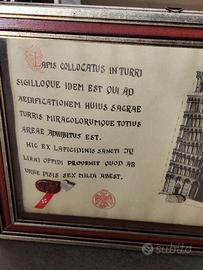 LAPIS COLLOCATUS IN TURRI
SIGILLOQUE IDEM EST QUI AD
AEDIFICATIONEM HUIUS SACRAE
TURRIS MIRACOLORUMQUE TOTIUS
AREAE ADHIBITUS EST.
HIC EX LAPICIDINIS SANCTI JU
LIANI OPPIDI PROVENIT QUOD AB
URBE PISIS SEX MILIA ABEST.
subito